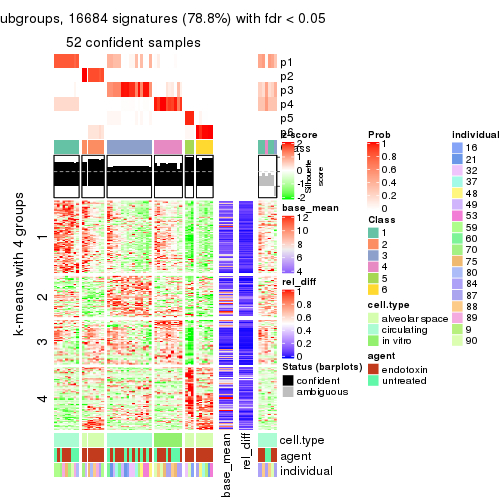 ubgroups, 16684 signatures (78.8%) with fdr < 0.05
52 confident samples
p1
p2
p3
p4
p5
p6
Class
Silhouette
score
k-means with 4 groups
1
2
3
4
base_mean
rel_diff
cell.type
agent
individual
z-score
2
1
0
-1
-2
base_mean
12
10
8
6
4
rel_diff
1
0.8
0.6
0.4
0.2
0
Status (barplots)
confident
ambiguous
Prob
1
0.8
0.6
0.4
0.2
0
Class
1
2
3
4
5
6
cell.type
alveolar space
circulating
in vitro
agent
endotoxin
untreated
individual
16
21
32
37
48
49
53
59
60
70
75
80
84
87
88
89
9
90